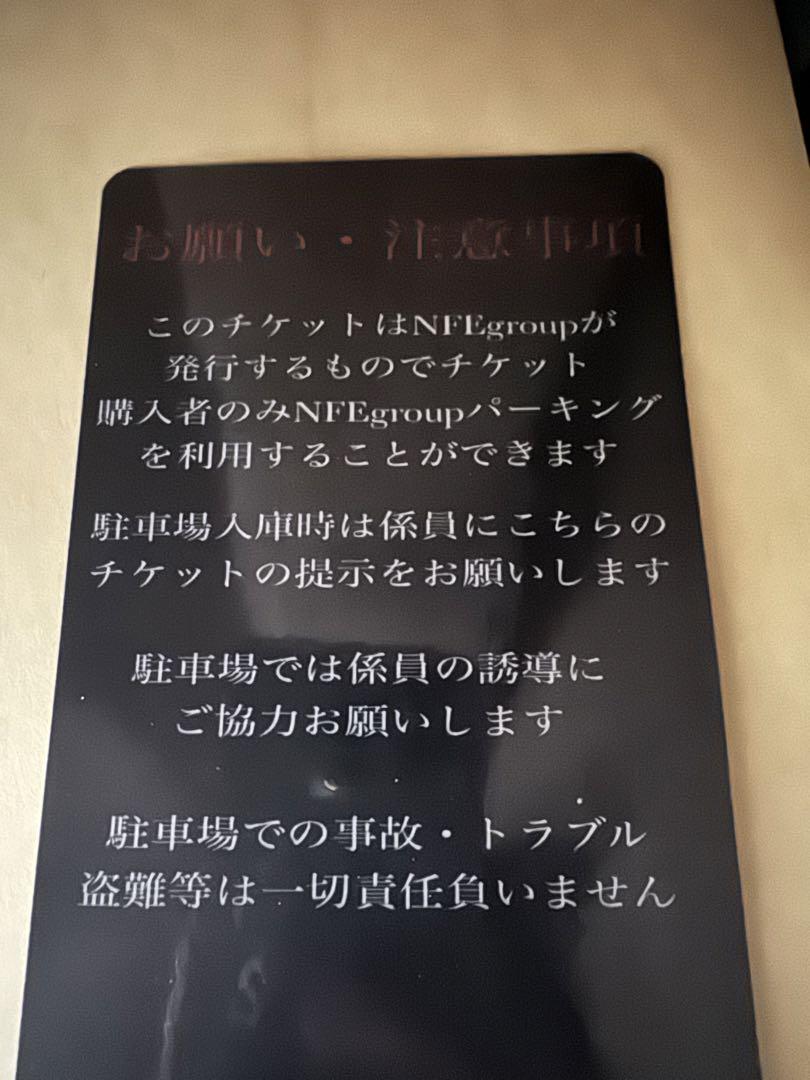 お願い・注意事項
このチケットはNFEgroupが
発行するものでチケット
購入者のみNFEgroupパーキング
を利用することができます
駐車場入庫時は係員にこちらの
チケットの提示をお願いします
駐車場では係員の誘導に
ご協力お願いします
駐車場での事故・トラブル
盗難等は一切責任負いません